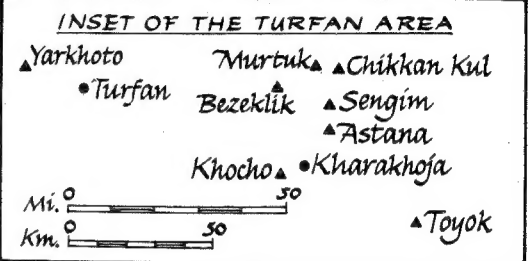 INSET OF THE TURFAN AREA
Yarkhoto
Murtuk
Chikkan Kul
Turfan
Bezeklik
Sengim
Astana
Khocho
Kharakhoja
Mi. 0 50
Km. 0 50
Toyok